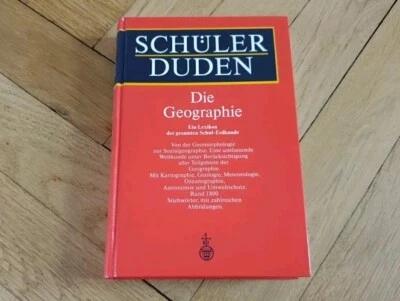 SCHÜLER
DUDEN
Die
Geographie
Ein Lexikon
der gesamten Schul-Erdkunde
Von der Geomorphologie
zur Sozialgeographie. Eine umfassende
Weltkunde unter Berücksichtigung
aller Teilgebiete der
Geographie.
Mit Kartographie, Geologie, Meteorologie,
Ozeanographie,
Astronomie und Umweltschutz.
Rund 1800
Stichwörter, mit zahlreichen
Abbildungen.